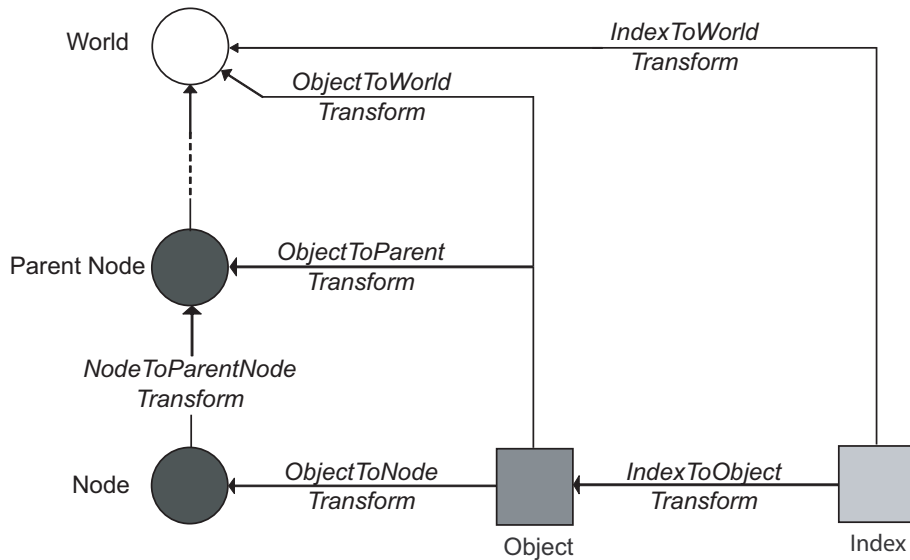 World
IndexToWorld
Transform
ObjectToWorld
Transform
Parent Node
ObjectToParent
Transform
NodeToParentNode
Transform
Node
ObjectToNode
Transform
IndexToObject
Transform
Object
Index